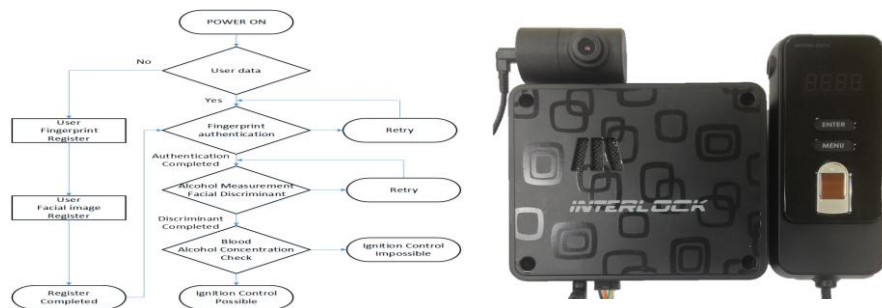 POWER ON
No
User data
Yes
User
Fingerprint
Register
Fingerprint
authentication
Retry
Authentication
Completed
User
Facial image
Register
Alcohol Measurement
Facial Discriminant
Retry
Discriminant
Completed
Blood
Alcohol Concentration
Check
Ignition Control
Impossible
Register
Completed
Ignition Control
Possible
INTERLOCK
INTERLOCK
ENTER
MENU